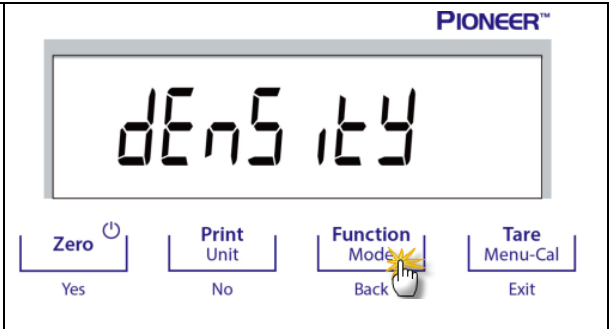 PIONEER™
dEnSitY
Zero Print Function Tare
Unit Mode Menu-Cal
Yes No Back Exit